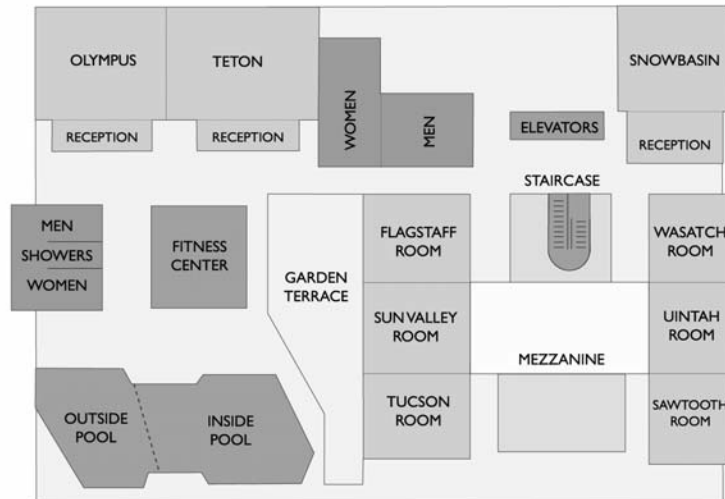 OLYMPUS
TETON
SNOWBASIN
RECEPTION
RECEPTION
RECEPTION
WOMEN
MEN
ELEVATORS
STAIRCASE
MEN
SHOWERS
WOMEN
FITNESS
CENTER
GARDEN
TERRACE
FLAGSTAFF
ROOM
WASATCH
ROOM
SUN VALLEY
ROOM
UINTAH
ROOM
MEZZANINE
OUTSIDE
POOL
INSIDE
POOL
TUCSON
ROOM
SAWTOOTH
ROOM